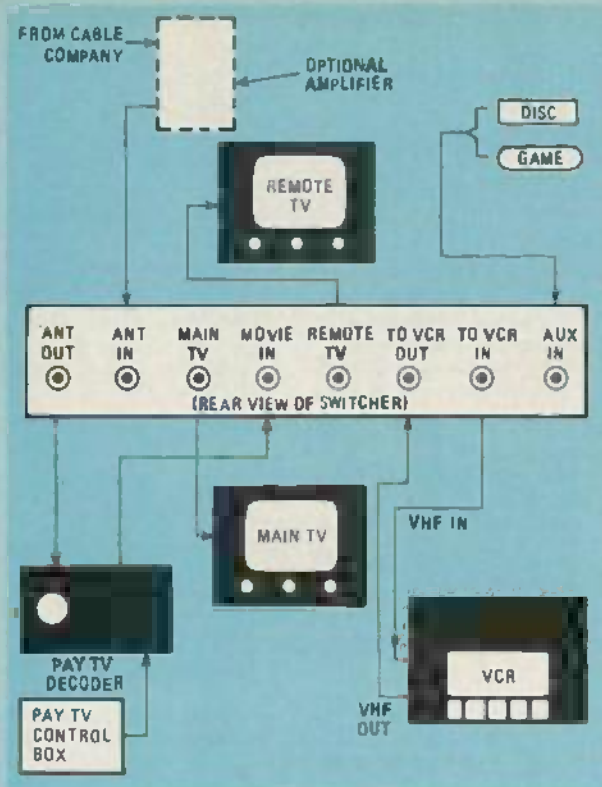 FROM CABLE
COMPANY
OPTIONAL
AMPLIFIER
DISC
GAME
REMOTE
TV
ANT
OUT
ANT
IN
MAIN
TV
MOVIE
IN
REMOTE
TV
TO VCR
OUT
TO VCR
IN
AUX
IN
(REAR VIEW OF SWITCHER)
MAIN TV
VHF IN
PAY TV
DECODER
VCR
VHF
OUT
PAY TV
CONTROL
BOX